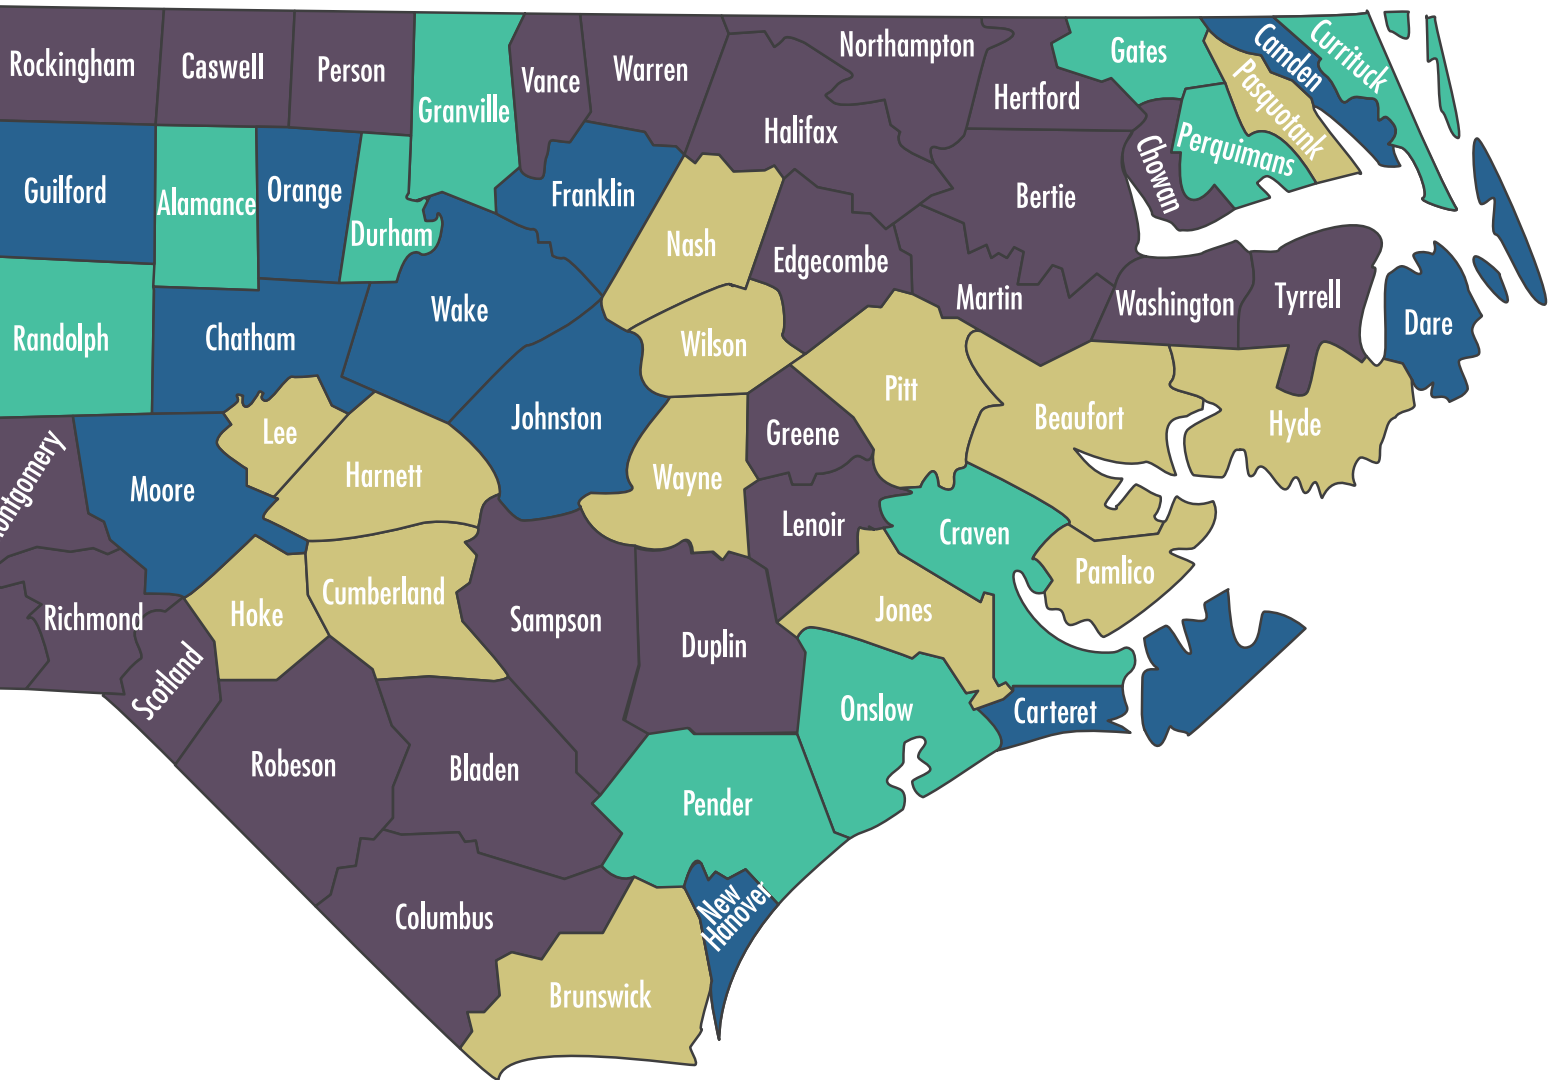 Rockingham
Caswell
Person
Granville
Vance
Warren
Northampton
Hertford
Gates
Camden
Currituck
Pasquotank
Perquimans
Chowan
Halifax
Bertie
Guilford
Alamance
Orange
Durham
Franklin
Nash
Edgecombe
Martin
Washington
Tyrrell
Dare
Randolph
Chatham
Wake
Wilson
Pitt
Beaufort
Hyde
Johnston
Greene
Lee
Harnett
Wayne
Moore
ontgomery
Lenoir
Craven
Pamlico
Richmond
Scotland
Hoke
Cumberland
Sampson
Duplin
Jones
Onslow
Carteret
Robeson
Bladen
Pender
New
Hanover
Columbus
Brunswick